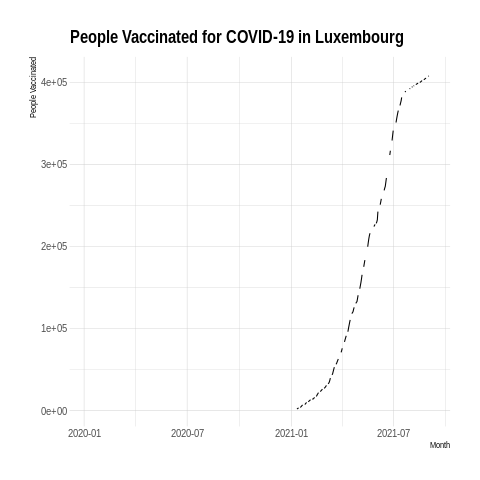 People Vaccinated for COVID-19 in Luxembourg
People Vaccinated
4e+05
3e+05
2e+05
1e+05
0e+00
2020-01
2020-07
2021-01
2021-07
Month